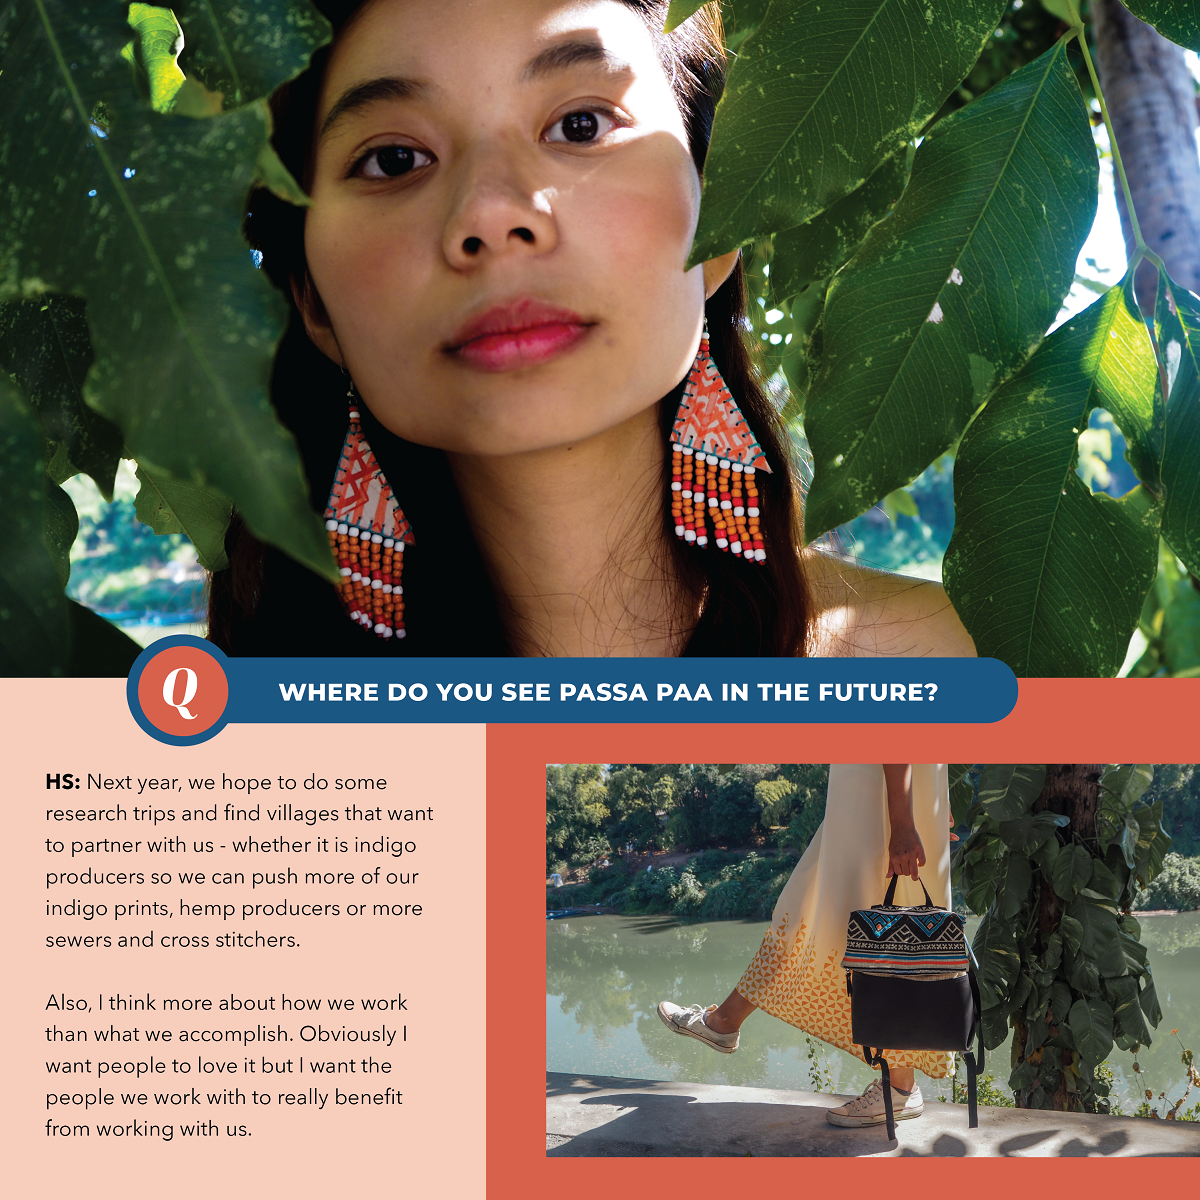 Q
WHERE DO YOU SEE PASSA PAA IN THE FUTURE?
HS: Next year, we hope to do some
research trips and find villages that want
to partner with us - whether it is indigo
producers so we can push more of our
indigo prints, hemp producers or more
sewers and cross stitchers.
Also, I think more about how we work
than what we accomplish. Obviously I
want people to love it but I want the
people we work with to really benefit
from working with us.